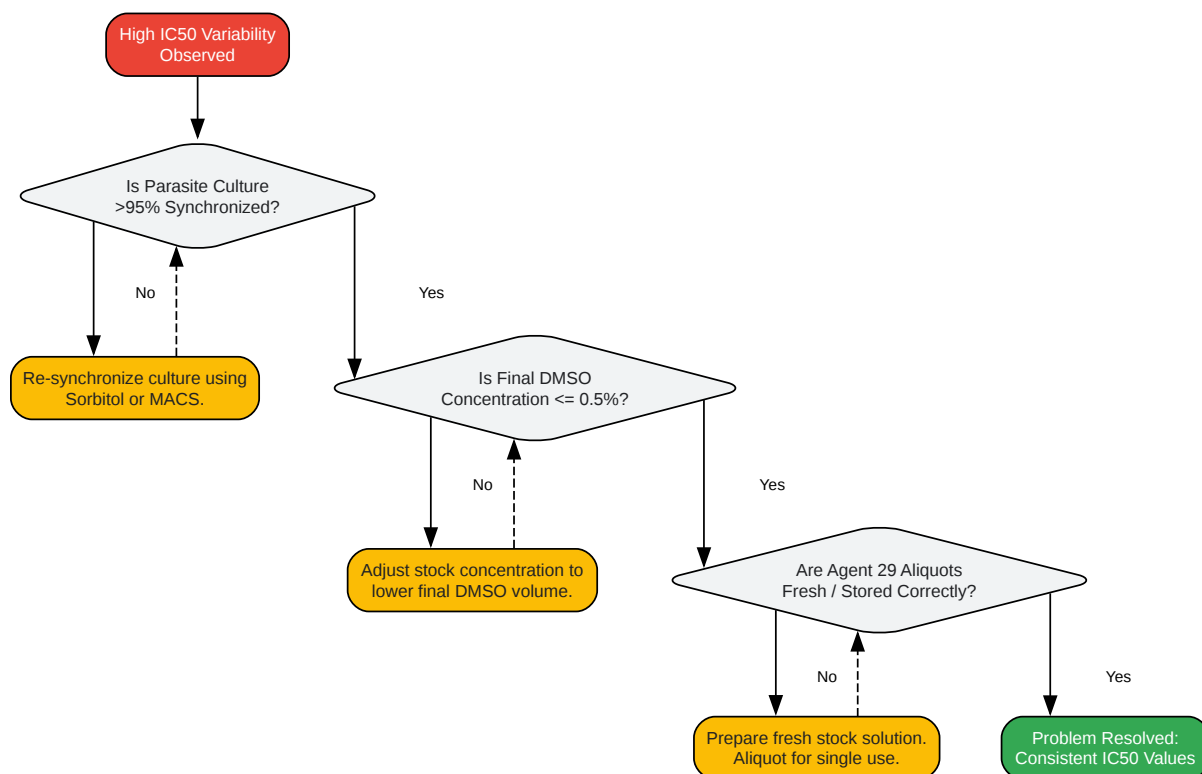 High IC50 Variability
Observed
Is Parasite Culture
>95% Synchronized?
No
Yes
Re-synchronize culture using
Sorbitol or MACS.
Is Final DMSO
Concentration <= 0.5%?
No
Yes
Adjust stock concentration to
lower final DMSO volume.
Are Agent 29 Aliquots
Fresh / Stored Correctly?
No
Yes
Prepare fresh stock solution.
Aliquot for single use.
Problem Resolved:
Consistent IC50 Values